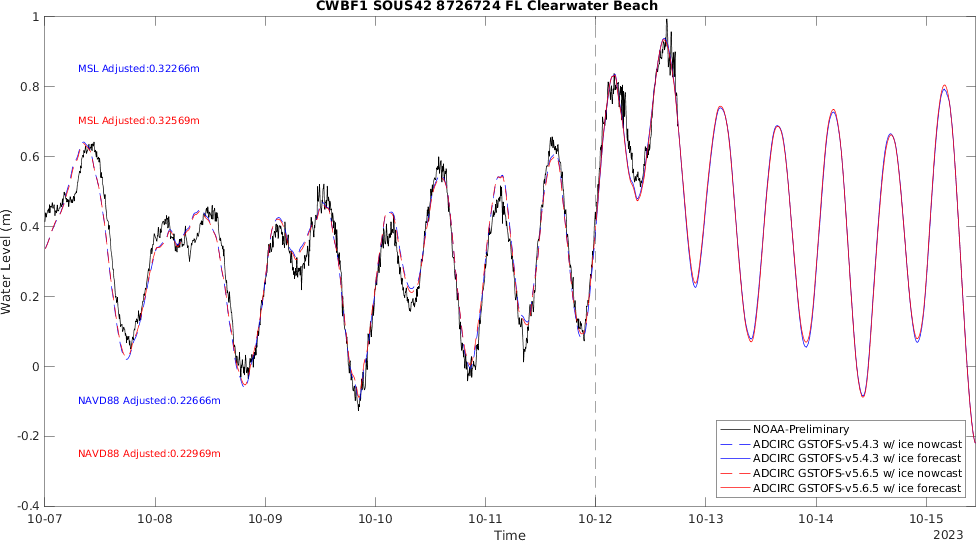 CWBF1 SOUS42 8726724 FL Clearwater Beach
1
0.8
0.6
0.4
0.2
0
-0.2
-0.4
Water Level (m)
MSL Adjusted:0.32266m
MSL Adjusted:0.32569m
NAVD88 Adjusted:0.22666m
NAVD88 Adjusted:0.22969m
NOAA-Preliminary
ADCIRC GSTOFS-v5.4.3 w/ ice nowcast
ADCIRC GSTOFS-v5.4.3 w/ ice forecast
ADCIRC GSTOFS-v5.6.5 w/ ice nowcast
ADCIRC GSTOFS-v5.6.5 w/ ice forecast
10-07 10-08 10-09 10-10 10-11 10-12 10-13 10-14 10-15
Time
2023